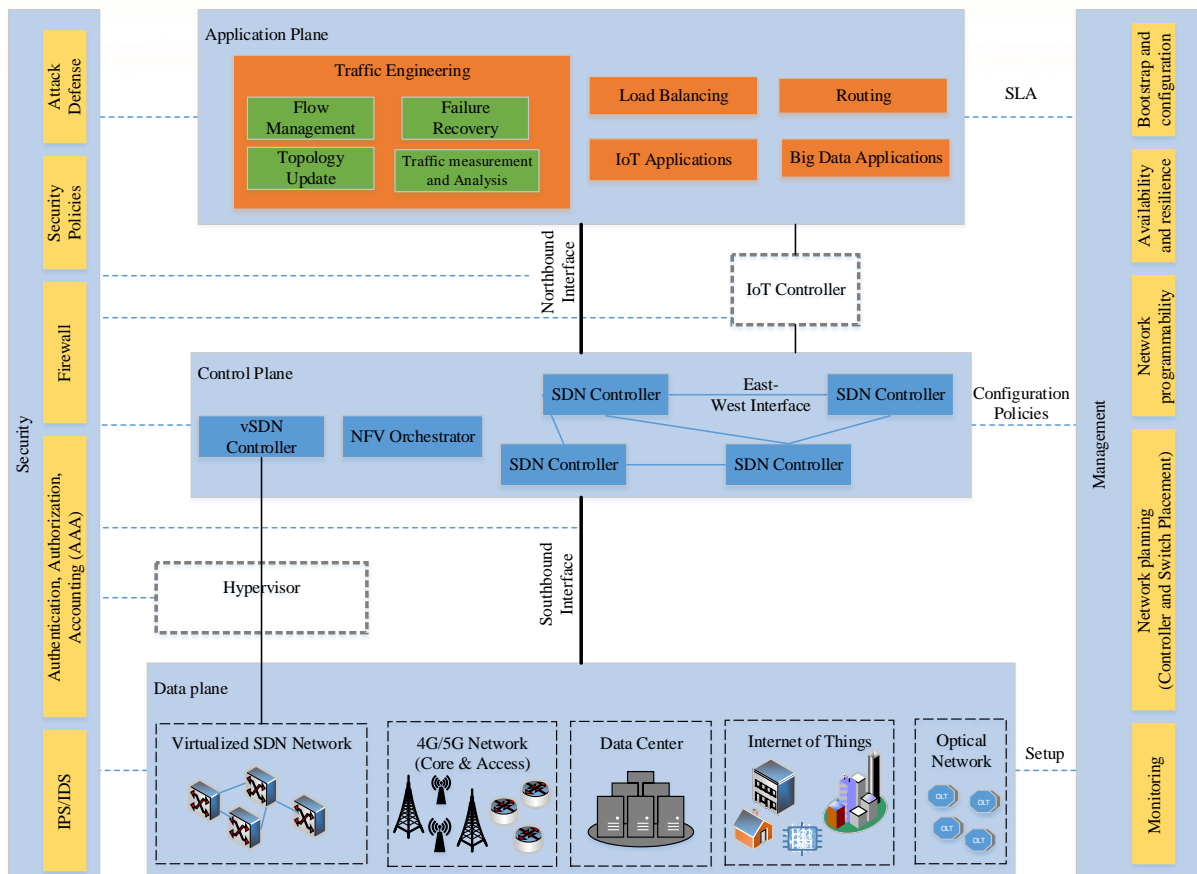 Application Plane
Traffic Engineering
Flow
Management
Failure
Recovery
Topology
Update
Traffic measurement
and Analysis
Load Balancing
Routing
IoT Applications
Big Data Applications
SLA
Northbound
Interface
IoT Controller
Control Plane
vSDN
Controller
NFV Orchestrator
SDN Controller
East-
West Interface
SDN Controller
SDN Controller
SDN Controller
Configuration
Policies
Southbound
Interface
Hypervisor
Data plane
Virtualized SDN Network
4G/5G Network
(Core & Access)
Data Center
Internet of Things
Optical
Network
OLT
OLT
OLT
OLT
Setup
Security
Attack
Defense
Security
Policies
Firewall
Authentication, Authorization,
Accounting (AAA)
IPS/IDS
Management
Bootstrap and
configuration
Availability
and resilience
Network
programmability
Network planning
(Controller and Switch Placement)
Monitoring